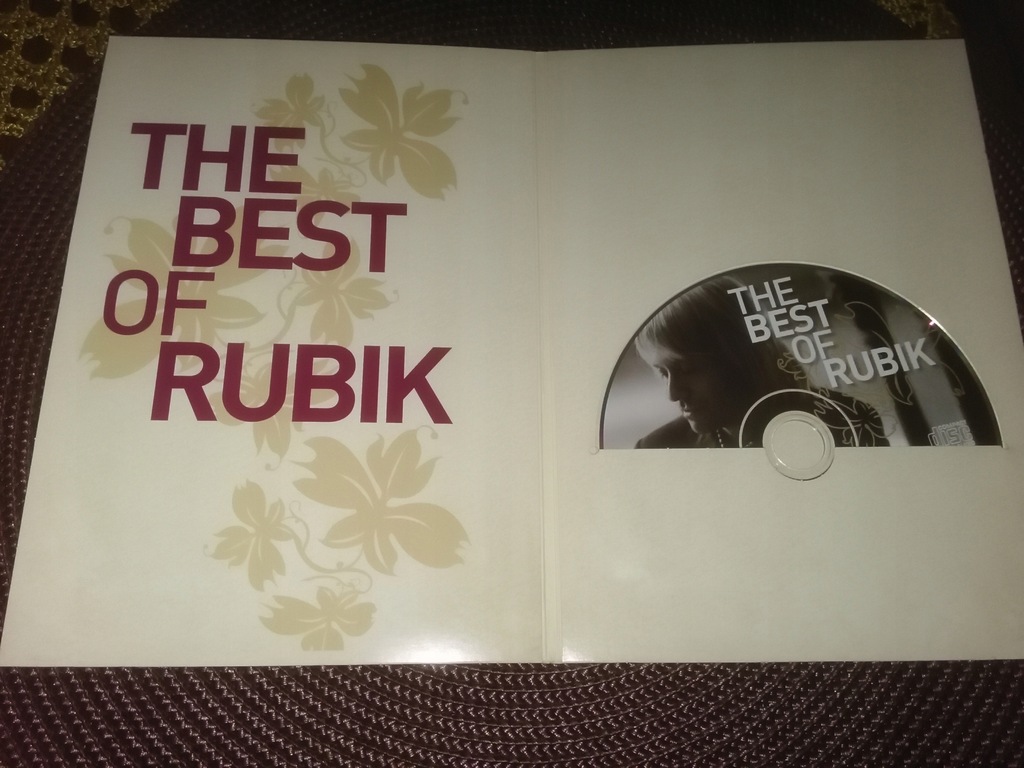 THE
BEST
OF
RUBIK
THE
BEST
OF
RUBIK
DISC